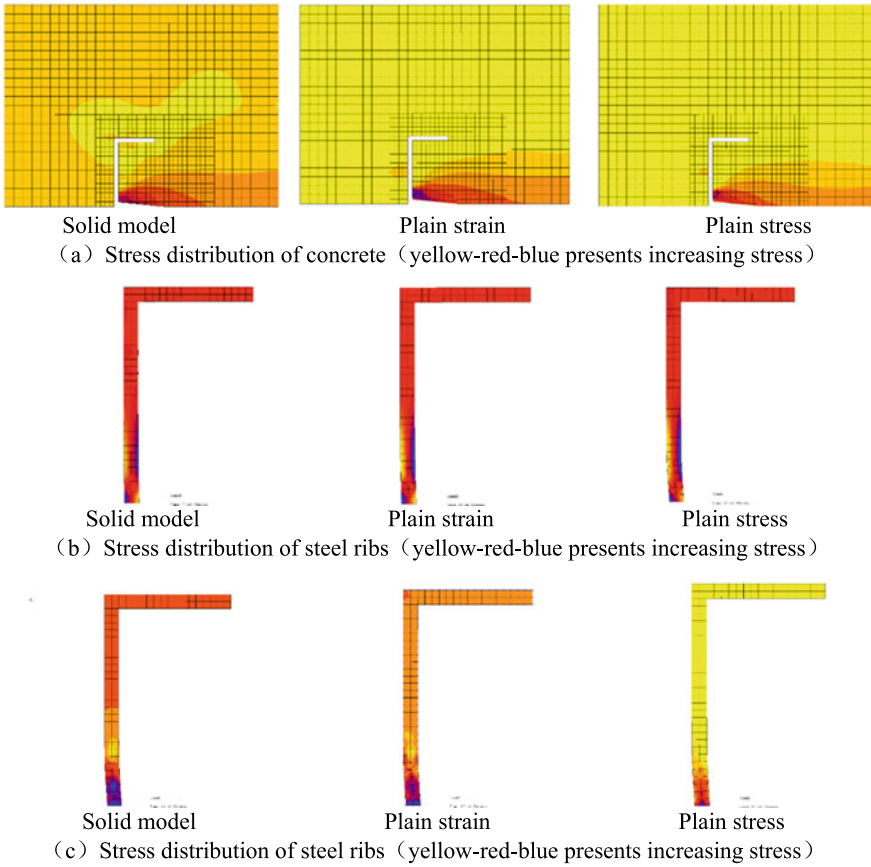 Solid model Plain strain Plain stress
（a）Stress distribution of concrete（yellow-red-blue presents increasing stress）
Solid model Plain strain Plain stress
（b）Stress distribution of steel ribs（yellow-red-blue presents increasing stress）
Solid model Plain strain Plain stress
（c）Stress distribution of steel ribs（yellow-red-blue presents increasing stress）